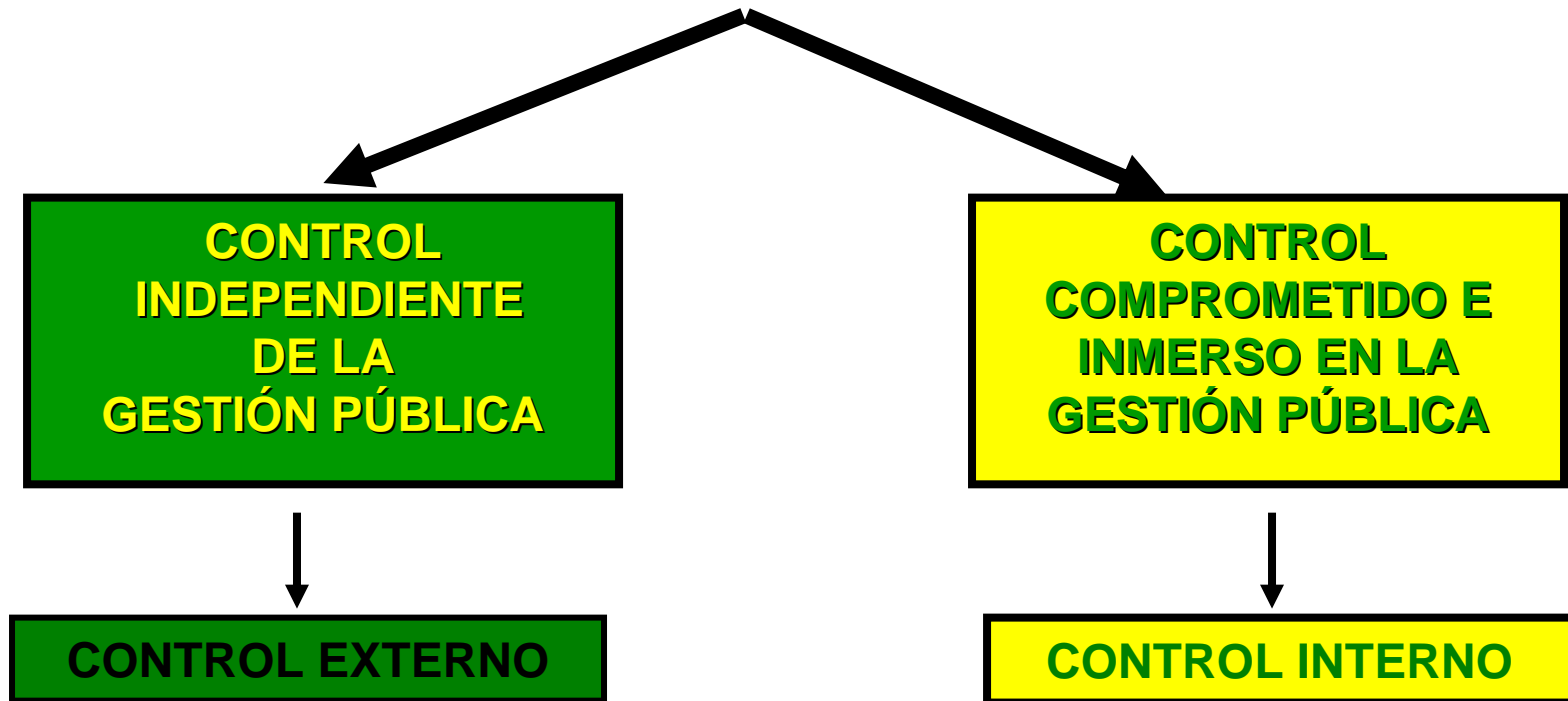 CONTROL
INDEPENDIENTE
DE LA
GESTIÓN PÚBLICA
CONTROL EXTERNO
CONTROL
COMPROMETIDO E
INMERSO EN LA
GESTIÓN PÚBLICA
CONTROL INTERNO